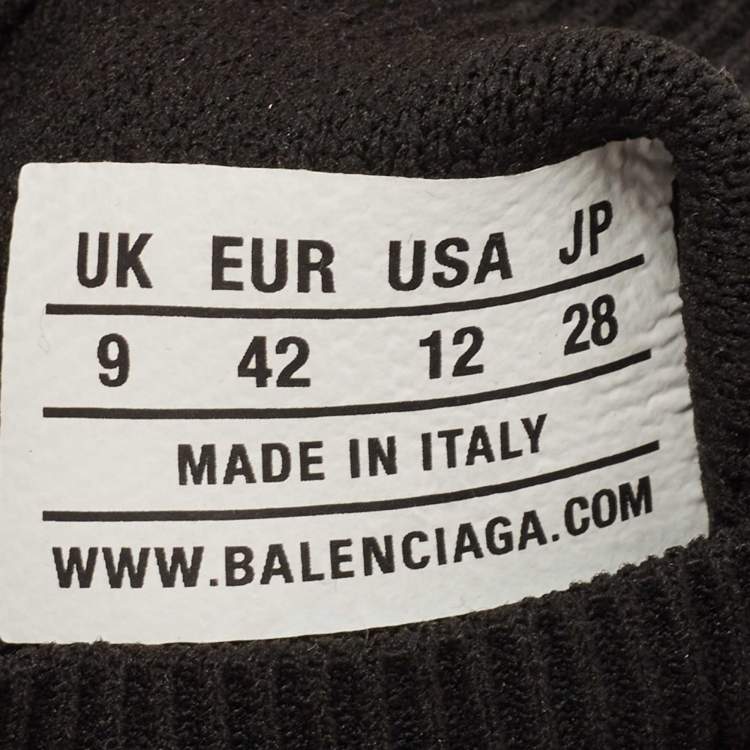 UK EUR USA JP
9 42 12 28
MADE IN ITALY
WWW.BALENCIAGA.COM